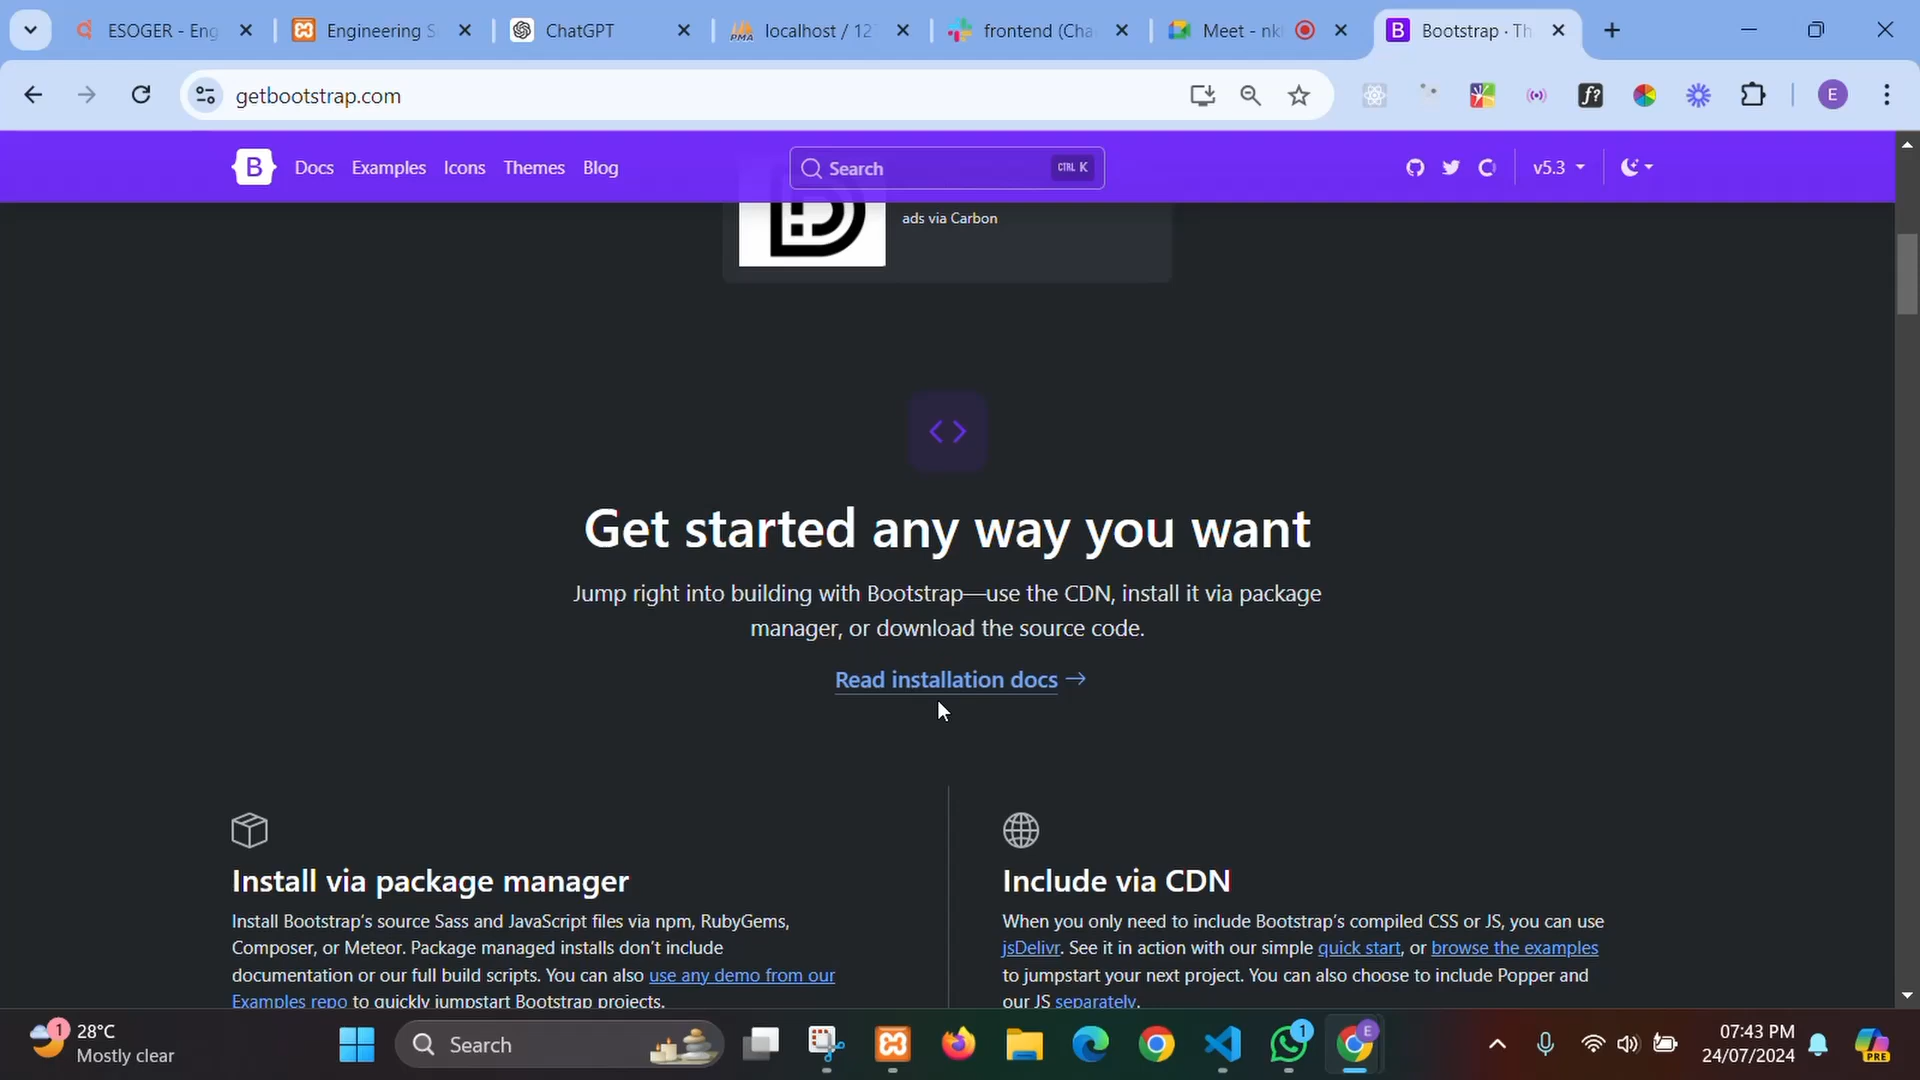 ESOGER - Eng
Engineering S
ChatGPT
localhost / 12
frontend (Cha
Meet - nk
Bootstrap · Th
getbootstrap.com
E
B
Docs
Examples
Icons
Themes
Blog
Search
CTRL K
v5.3
ads via Carbon
Get started any way you want
Jump right into building with Bootstrap—use the CDN, install it via package
manager, or download the source code.
Read installation docs →
Install via package manager
Install Bootstrap's source Sass and JavaScript files via npm, RubyGems,
Composer, or Meteor. Package managed installs don't include
documentation or our full build scripts. You can also use any demo from our
Examples repo to quickly jumpstart Bootstrap projects.
Include via CDN
When you only need to include Bootstrap's compiled CSS or JS, you can use
jsDelivr. See it in action with our simple quick start, or browse the examples
to jumpstart your next project. You can also choose to include Popper and
our JS separately.
1
28°C
Mostly clear
Search
1
E
07:43 PM
24/07/2024
PRE